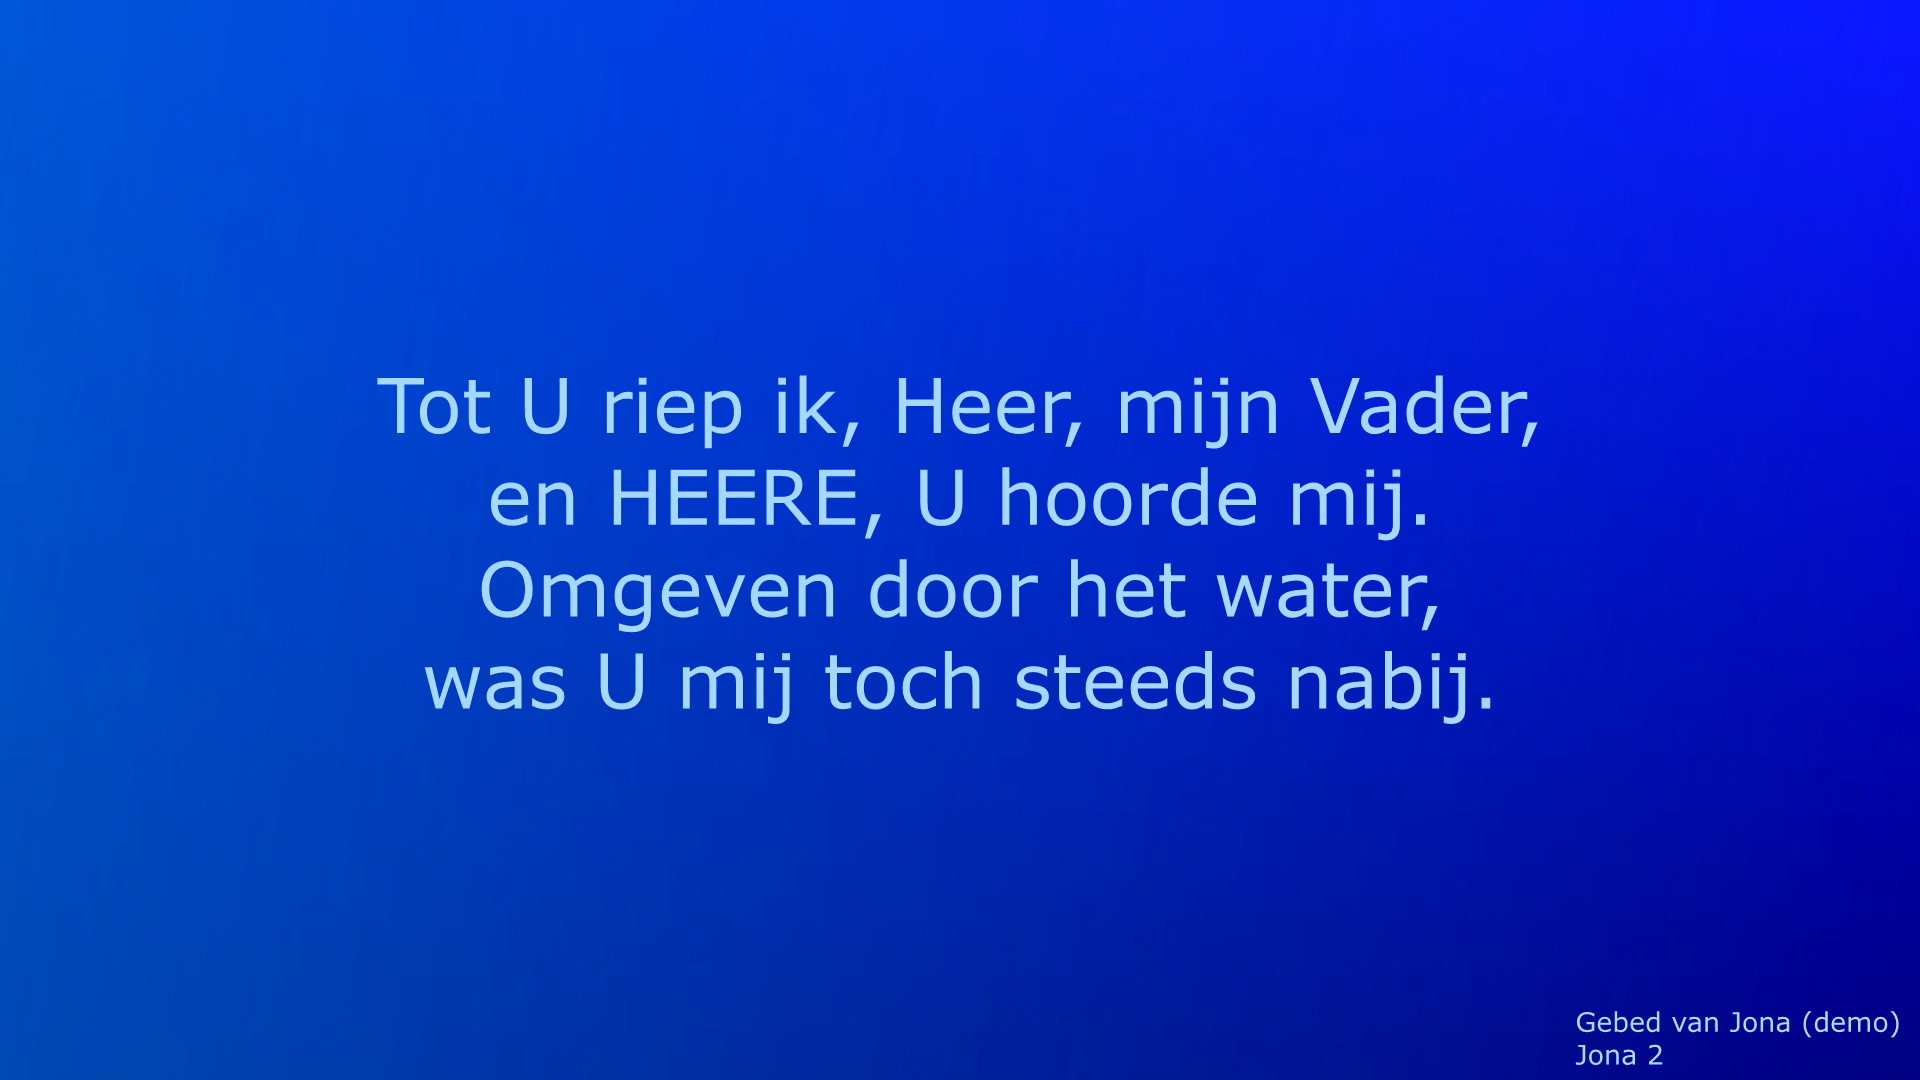 Tot U riep ik, Heer, mijn Vader,
en HEERE, U hoorde mij.
Omgeven door het water,
was U mij toch steeds nabij.
Gebed van Jona (demo)
Jona 2